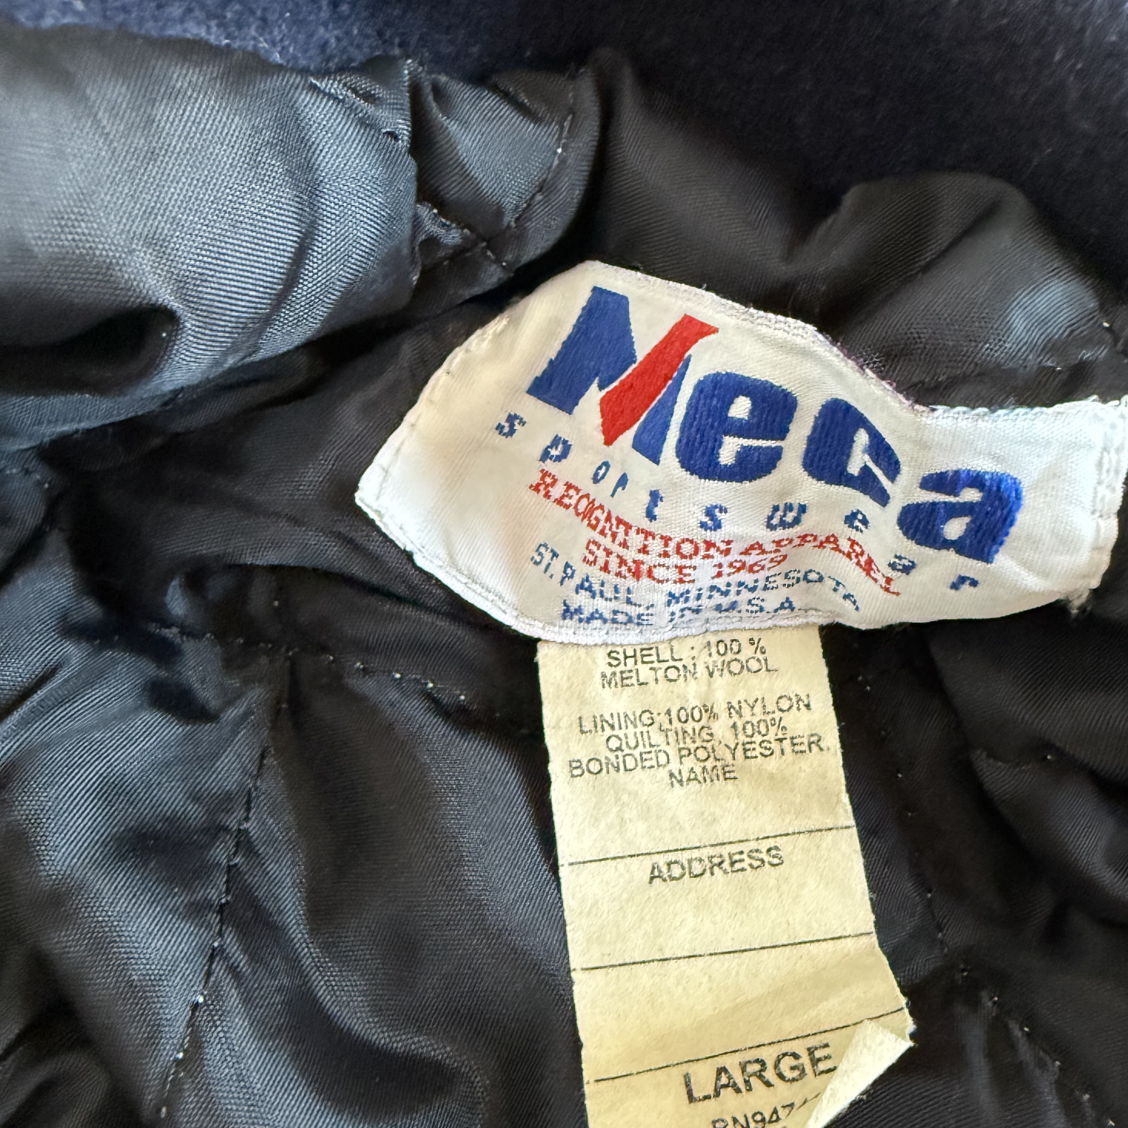 Neca
sportswear
RECOGNITION APPAREL
SINCE 1969
ST. PAUL, MINNESOTA
MADE IN U.S.A.
SHELL : 100 %
MELTON WOOL
LINING:100% NYLON
QUILTING 100%
BONDED POLYESTER.
NAME
ADDRESS
LARGE